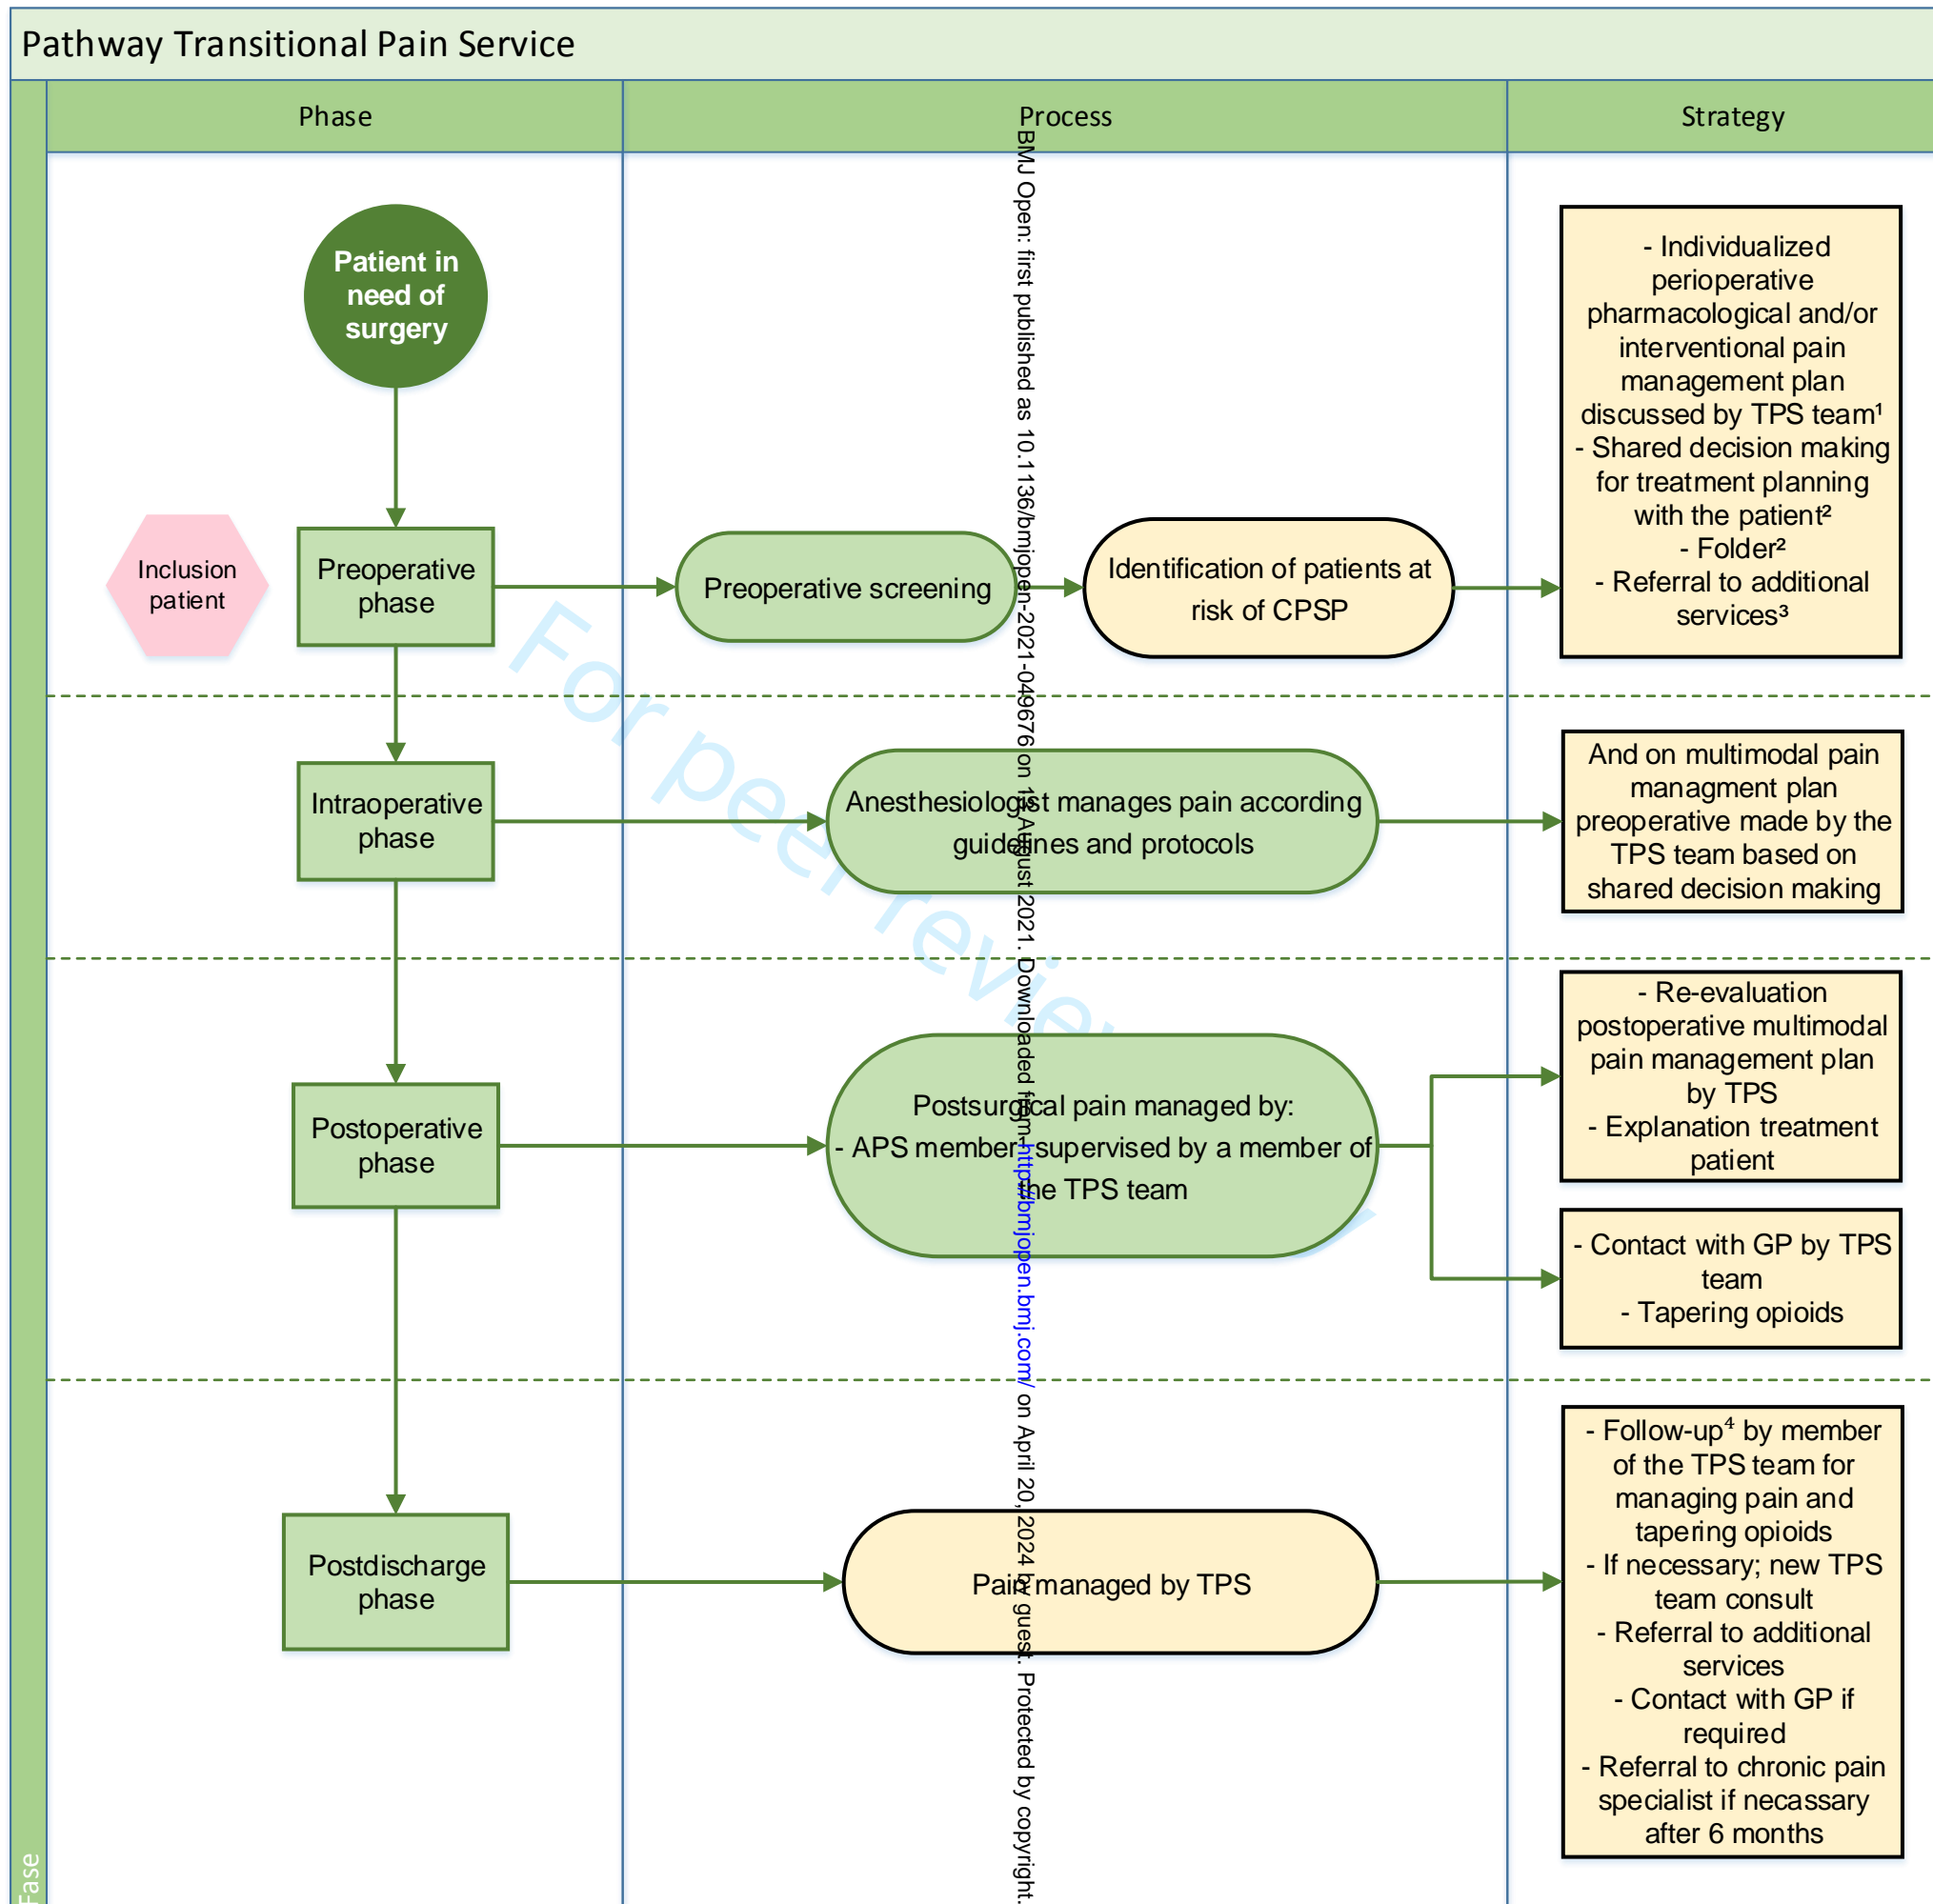 Pathway Transitional Pain Service
Phase
Process
Strategy
Patient in
need of
surgery
Inclusion
patient
Preoperative
phase
Preoperative screening
Identification of patients at
risk of CPSP
- Individualized
perioperative
pharmacological and/or
interventional pain
management plan
discussed by TPS team¹
- Shared decision making
for treatment planning
with the patient²
- Folder²
- Referral to additional
services³
Intraoperative
phase
Anesthesiologist manages pain according
guidelines and protocols
And on multimodal pain
managment plan
preoperative made by the
TPS team based on
shared decision making
Postoperative
phase
Postsurgical pain managed by:
- APS member supervised by a member of
the TPS team
- Re-evaluation
postoperative multimodal
pain management plan
by TPS
- Explanation treatment
patient
- Contact with GP by TPS
team
- Tapering opioids
Postdischarge
phase
Pain managed by TPS
- Follow-up⁴ by member
of the TPS team for
managing pain and
tapering opioids
- If necessary; new TPS
team consult
- Referral to additional
services
- Contact with GP if
required
- Referral to chronic pain
specialist if necassary
after 6 months
Fase
For peer review
BMJ Open: first published as 10.1136/bmjopen-2021-049676 on 13 August 2021. Downloaded from http://bmjopen.bmj.com/ on April 20, 2024 by guest. Protected by copyright.